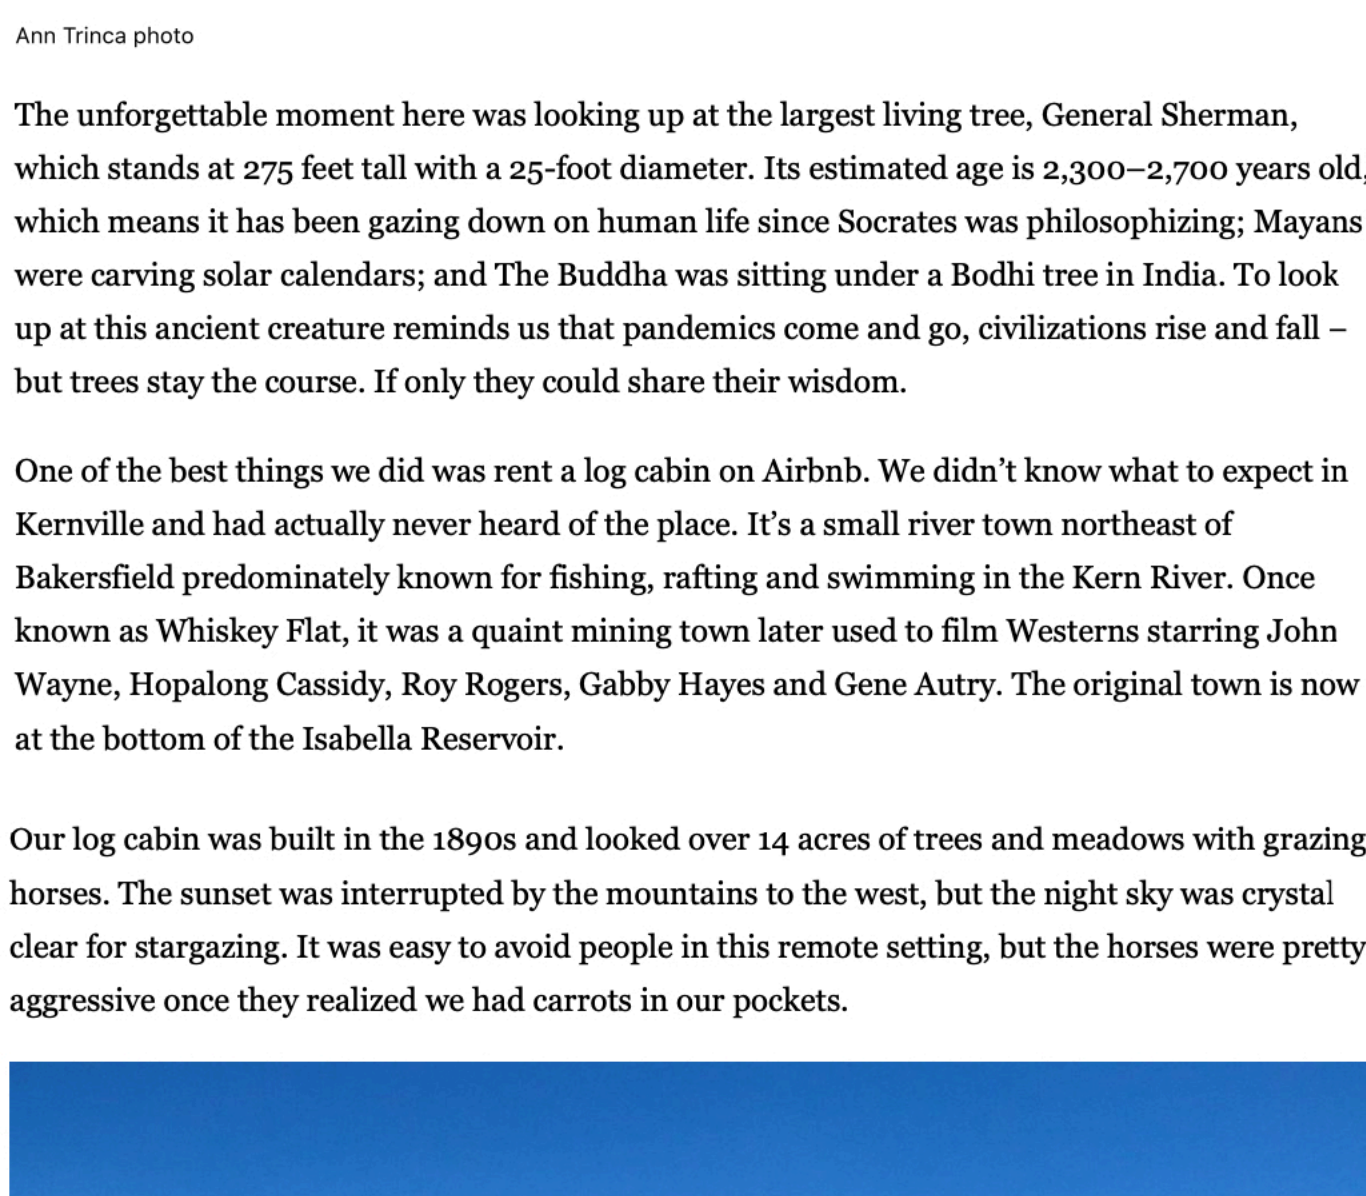 Ann Trinca photo
The unforgettable moment here was looking up at the largest living tree, General Sherman,
which stands at 275 feet tall with a 25-foot diameter. Its estimated age is 2,300–2,700 years old,
which means it has been gazing down on human life since Socrates was philosophizing; Mayans
were carving solar calendars; and The Buddha was sitting under a Bodhi tree in India. To look
up at this ancient creature reminds us that pandemics come and go, civilizations rise and fall –
but trees stay the course. If only they could share their wisdom.
One of the best things we did was rent a log cabin on Airbnb. We didn’t know what to expect in
Kernville and had actually never heard of the place. It’s a small river town northeast of
Bakersfield predominately known for fishing, rafting and swimming in the Kern River. Once
known as Whiskey Flat, it was a quaint mining town later used to film Westerns starring John
Wayne, Hopalong Cassidy, Roy Rogers, Gabby Hayes and Gene Autry. The original town is now
at the bottom of the Isabella Reservoir.
Our log cabin was built in the 1890s and looked over 14 acres of trees and meadows with grazing
horses. The sunset was interrupted by the mountains to the west, but the night sky was crystal
clear for stargazing. It was easy to avoid people in this remote setting, but the horses were pretty
aggressive once they realized we had carrots in our pockets.